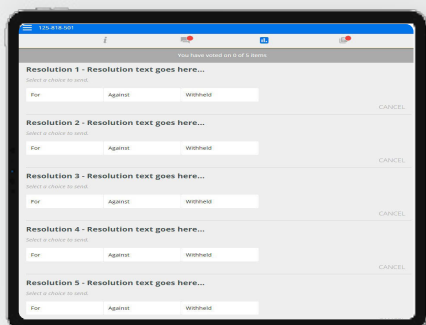 125-818-501
You have voted on 0 of 5 items
Resolution 1 - Resolution text goes here...
Select a choice to send.
For Against Withheld
CANCEL
Resolution 2 - Resolution text goes here...
Select a choice to send.
For Against Withheld
CANCEL
Resolution 3 - Resolution text goes here...
Select a choice to send.
For Against Withheld
CANCEL
Resolution 4 - Resolution text goes here...
Select a choice to send.
For Against Withheld
CANCEL
Resolution 5 - Resolution text goes here...
Select a choice to send.
For Against Withheld